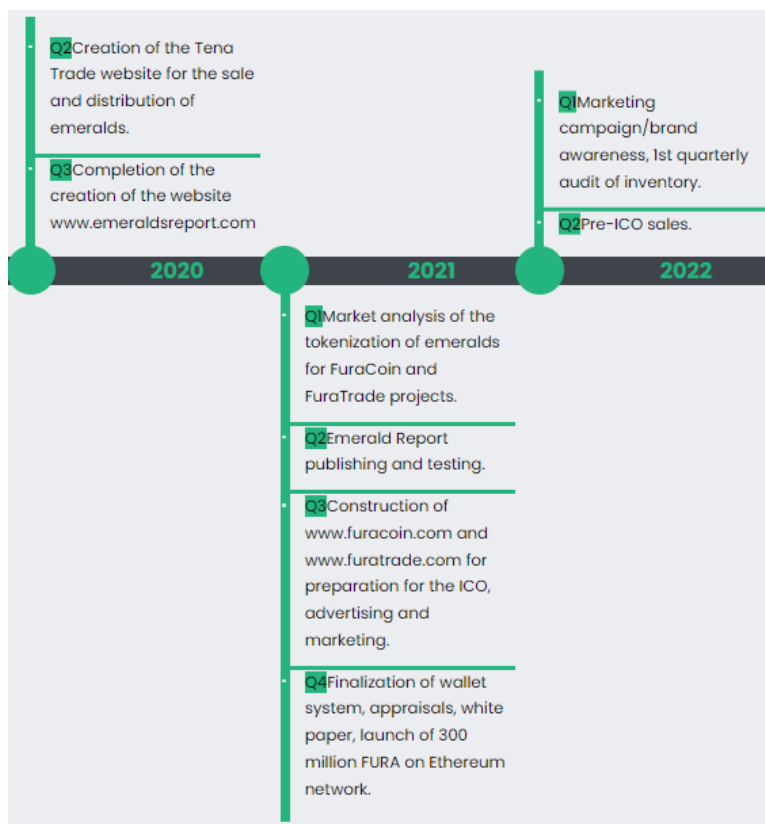 Q2Creation of the Tena
Trade website for the sale
and distribution of
emeralds.
Q3Completion of the
creation of the website
www.emeraldsreport.com
2020
Q1Market analysis of the
tokenization of emeralds
for FuraCoin and
FuraTrade projects.
Q2Emerald Report
publishing and testing.
Q3Construction of
www.furacoin.com and
www.furatrade.com for
preparation for the ICO,
advertising and
marketing.
Q4Finalization of wallet
system, appraisals, white
paper, launch of 300
million FURA on Ethereum
network.
2021
Q1Marketing
campaign/brand
awareness, 1st quarterly
audit of inventory.
Q2Pre-ICO sales.
2022